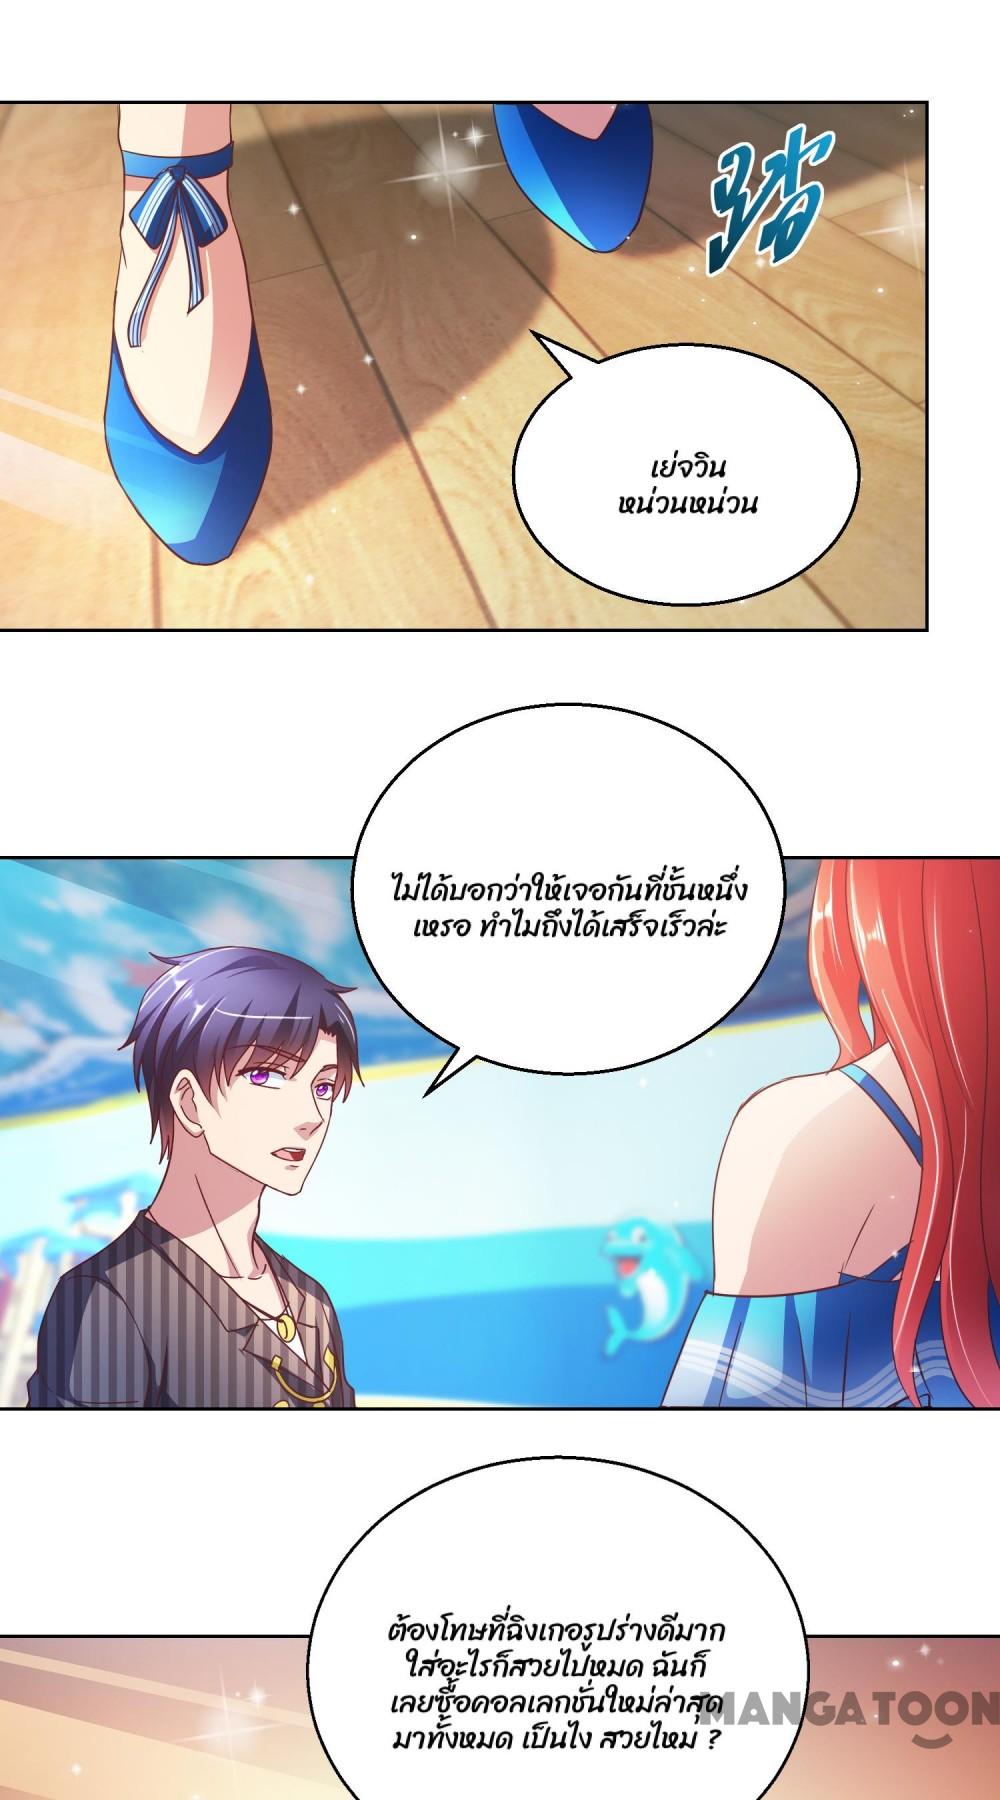 踏
เย่จวิน
หน่วนหน่วน
ไม่ได้บอกว่าให้เจอกันที่ชั้นหนึ่ง
เหรอ ทำไมถึงได้เสร็จเร็วล่ะ
ต้องโทษที่ฉิงเกอรูปร่างดีมาก
ใส่อะไรก็สวยไปหมด ฉันก็
เลยซื้อคอลเลกชั่นใหม่ล่าสุด
มาทั้งหมด เป็นไง สวยไหม ?
MANGATOON